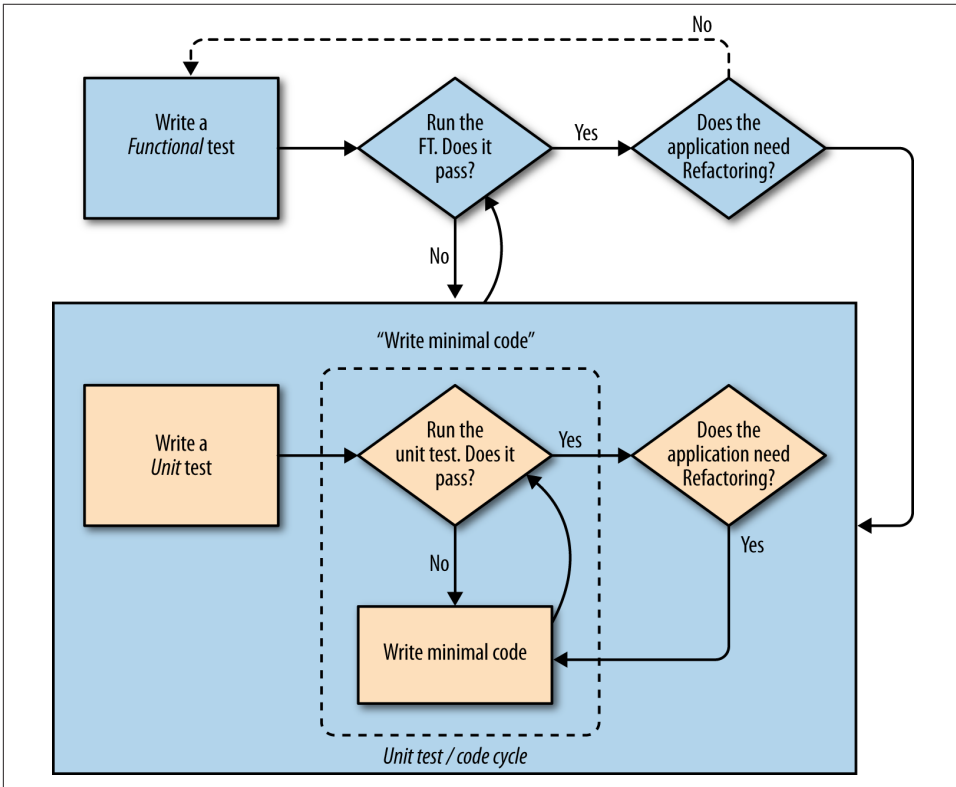 No
Write a
Functional test
Run the
FT. Does it
pass?
Yes
Does the
application need
Refactoring?
No
“Write minimal code”
Write a
Unit test
Run the
unit test. Does it
pass?
Yes
Does the
application need
Refactoring?
No
Yes
Write minimal code
Unit test / code cycle